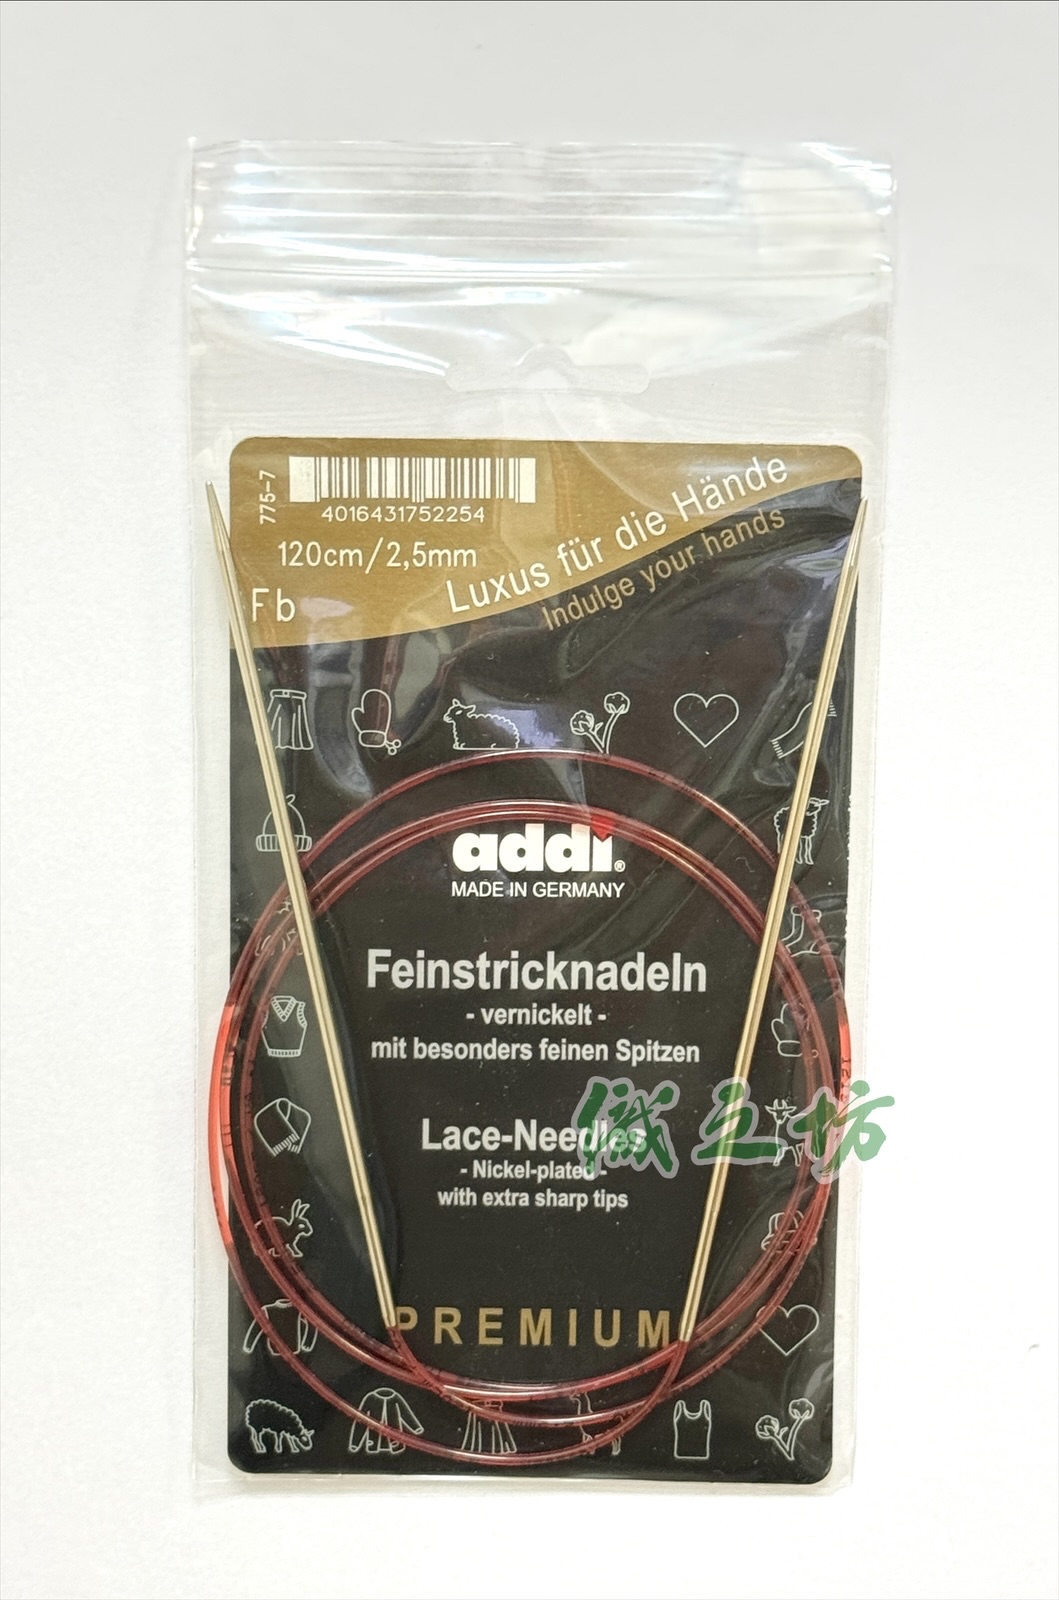 775-7
4016431752254
120cm/2,5mm
Fb
Luxus für die Hände
Indulge your hands
addi®
MADE IN GERMANY
Feinstricknadeln
- vernickelt -
mit besonders feinen Spitzen
Lace-Needles
- Nickel-plated -
with extra sharp tips
PREMIUM
織立坊